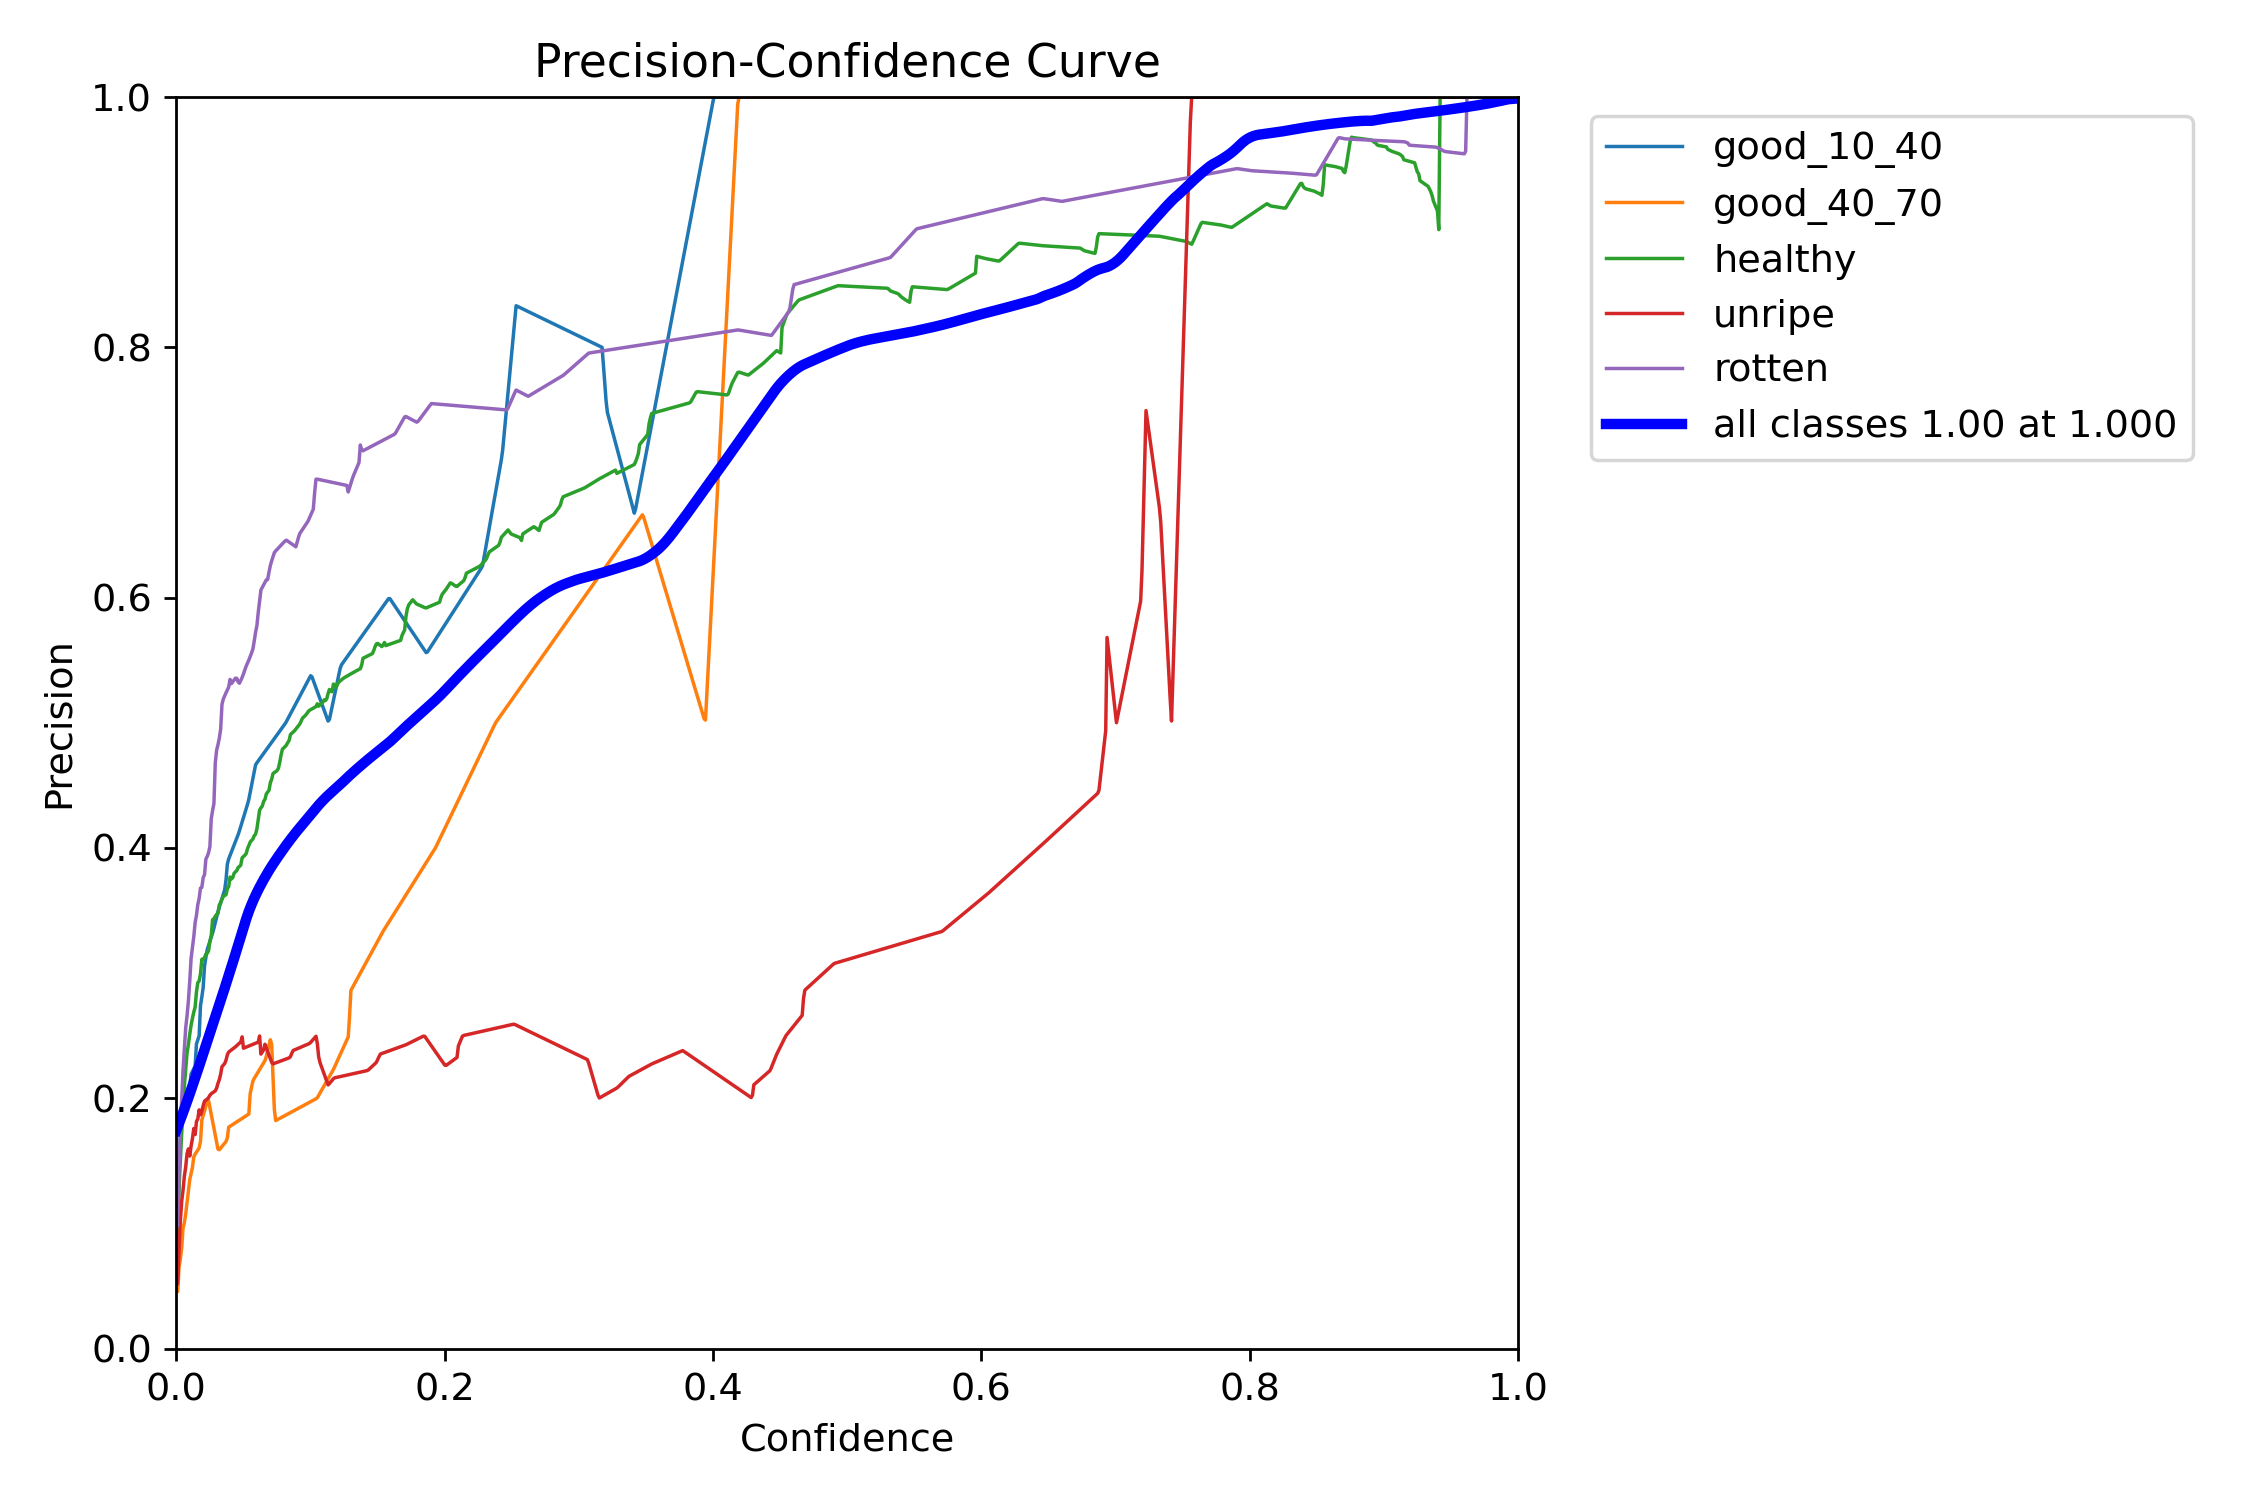 Precision-Confidence Curve
1.0
0.8
0.6
0.4
0.2
0.0
Precision
0.0 0.2 0.4 0.6 0.8 1.0
Confidence
good_10_40
good_40_70
healthy
unripe
rotten
all classes 1.00 at 1.000